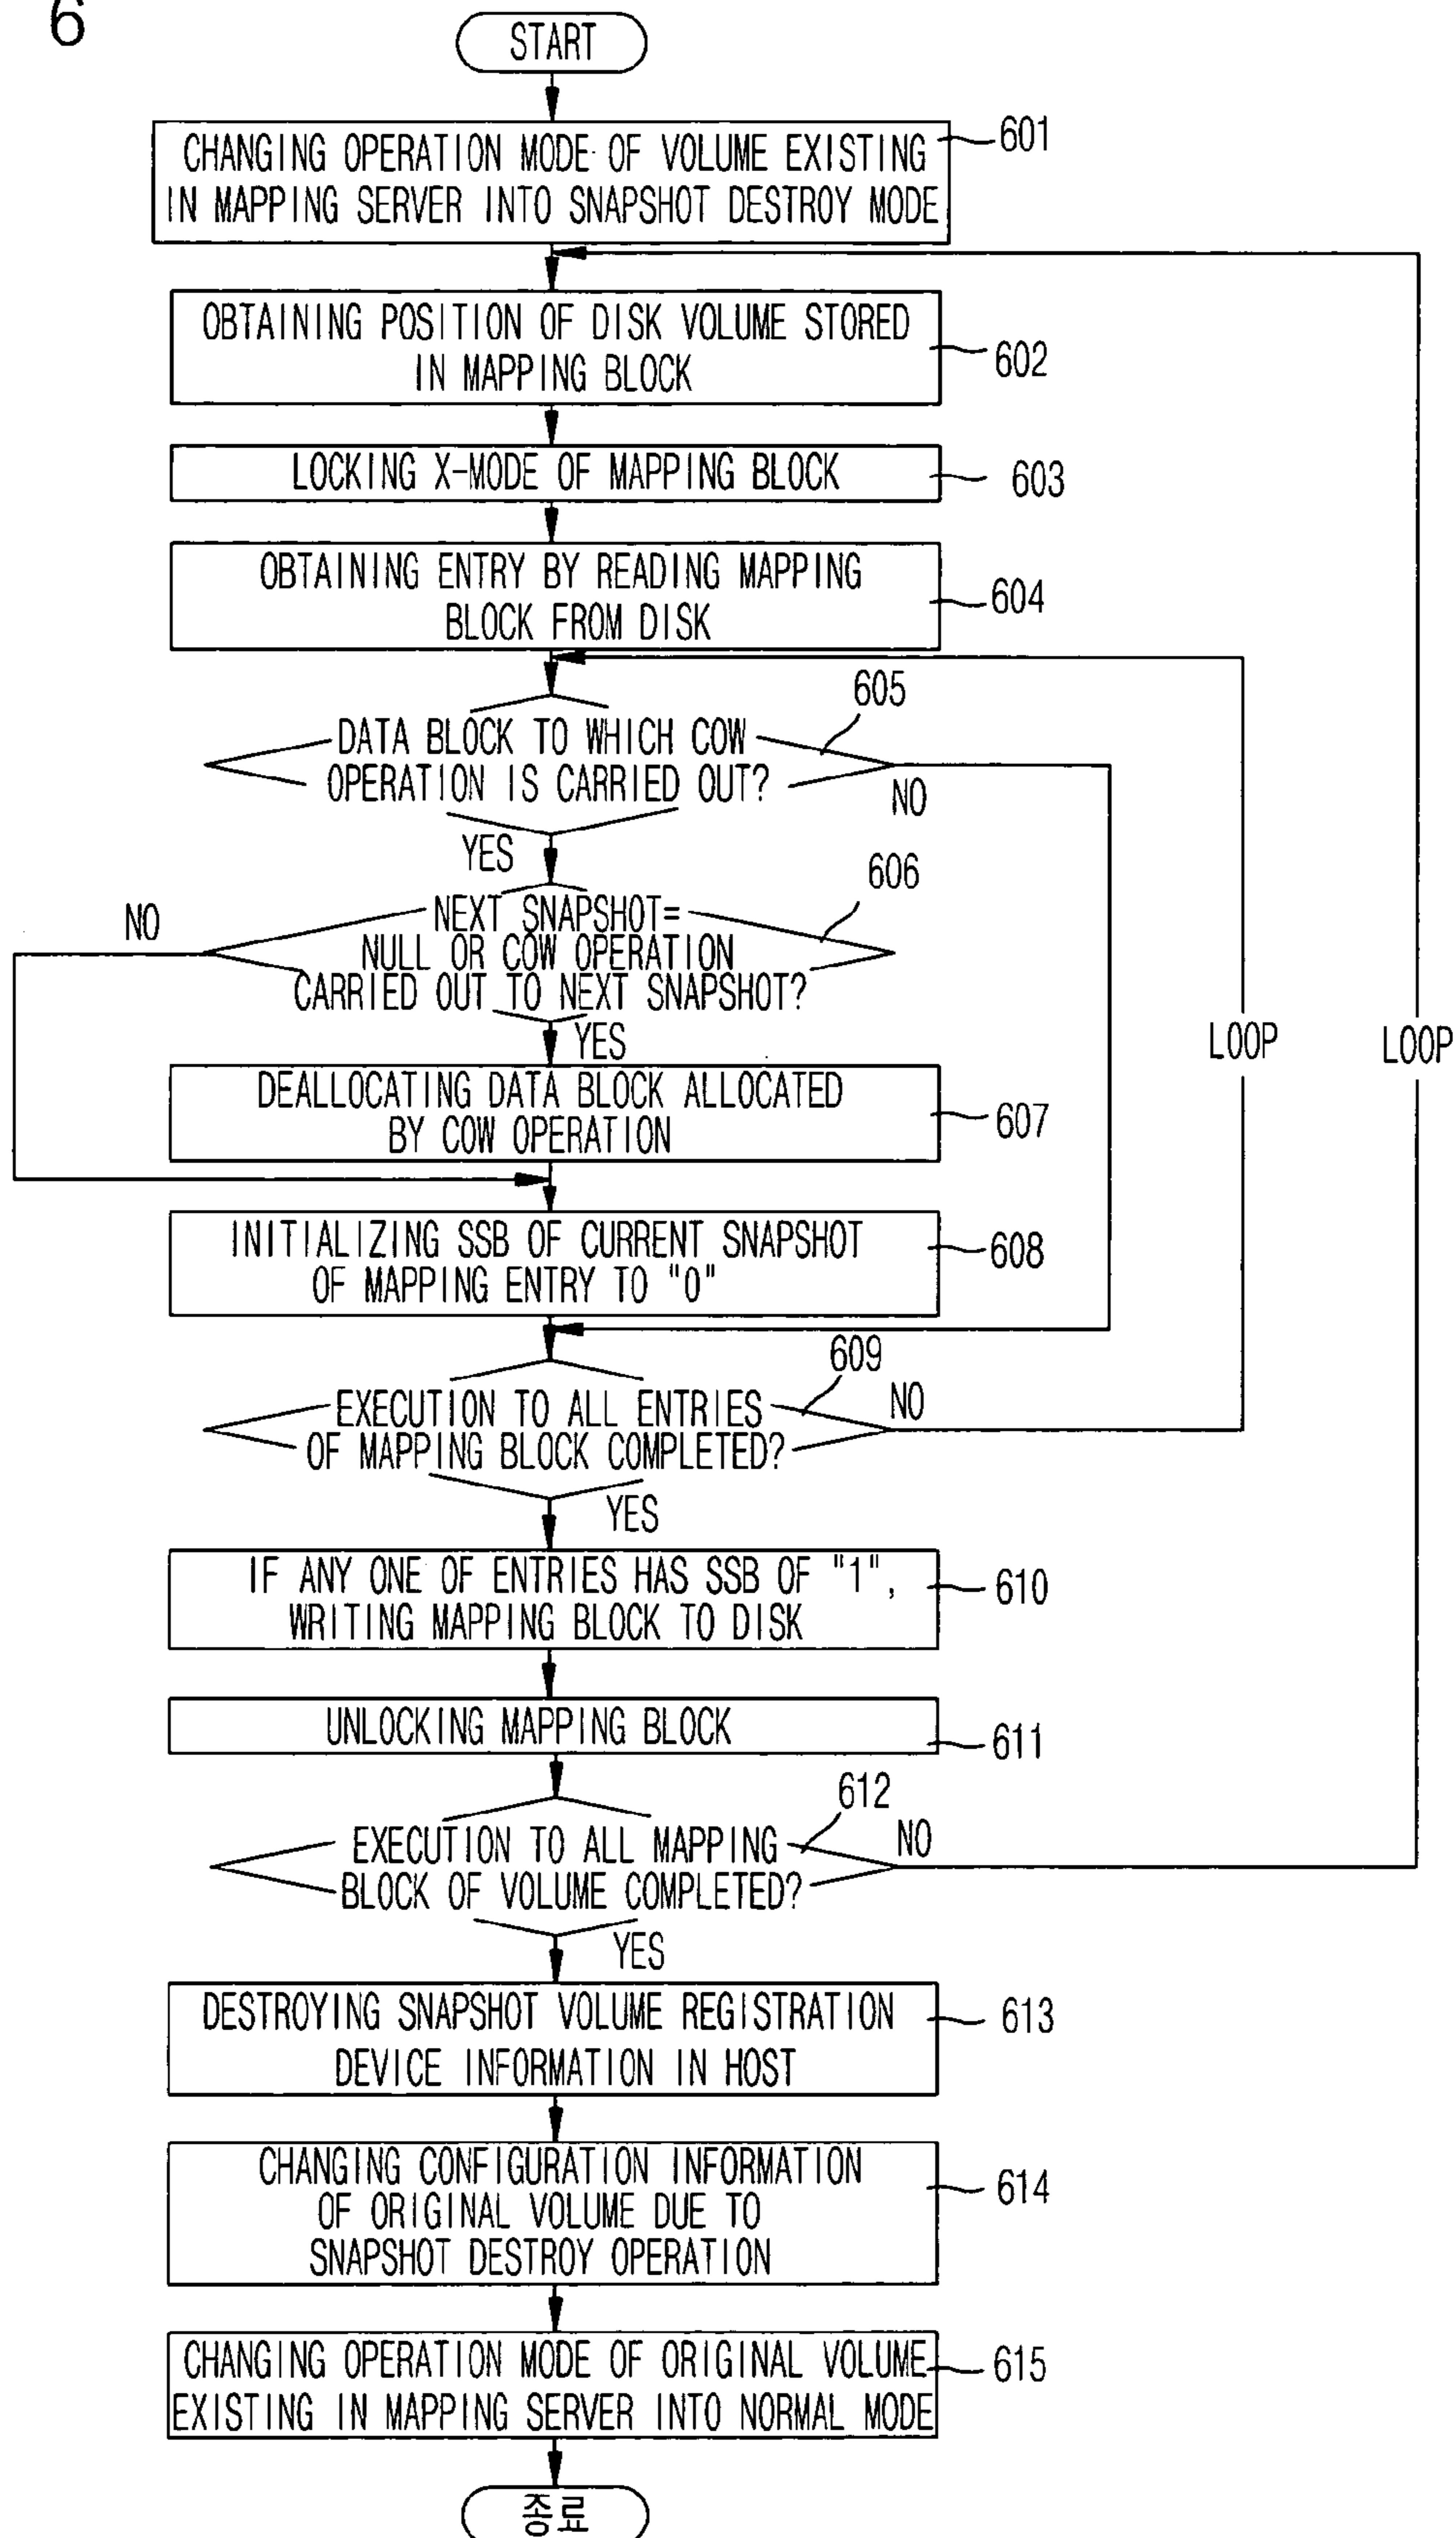 6
START
CHANGING OPERATION MODE OF VOLUME EXISTING
IN MAPPING SERVER INTO SNAPSHOT DESTROY MODE
601
OBTAINING POSITION OF DISK VOLUME STORED
IN MAPPING BLOCK
602
LOCKING X-MODE OF MAPPING BLOCK
603
OBTAINING ENTRY BY READING MAPPING
BLOCK FROM DISK
604
605
DATA BLOCK TO WHICH COW
OPERATION IS CARRIED OUT?
NO
YES
606
NO
NEXT SNAPSHOT=
NULL OR COW OPERATION
CARRIED OUT TO NEXT SNAPSHOT?
YES
LOOP
LOOP
DEALLOCATING DATA BLOCK ALLOCATED
BY COW OPERATION
607
INITIALIZING SSB OF CURRENT SNAPSHOT
OF MAPPING ENTRY TO "0"
608
609
EXECUTION TO ALL ENTRIES
OF MAPPING BLOCK COMPLETED?
NO
YES
IF ANY ONE OF ENTRIES HAS SSB OF "1",
WRITING MAPPING BLOCK TO DISK
610
UNLOCKING MAPPING BLOCK
611
612
EXECUTION TO ALL MAPPING
BLOCK OF VOLUME COMPLETED?
NO
YES
DESTROYING SNAPSHOT VOLUME REGISTRATION
DEVICE INFORMATION IN HOST
613
CHANGING CONFIGURATION INFORMATION
OF ORIGINAL VOLUME DUE TO
SNAPSHOT DESTROY OPERATION
614
CHANGING OPERATION MODE OF ORIGINAL VOLUME
EXISTING IN MAPPING SERVER INTO NORMAL MODE
615
종료